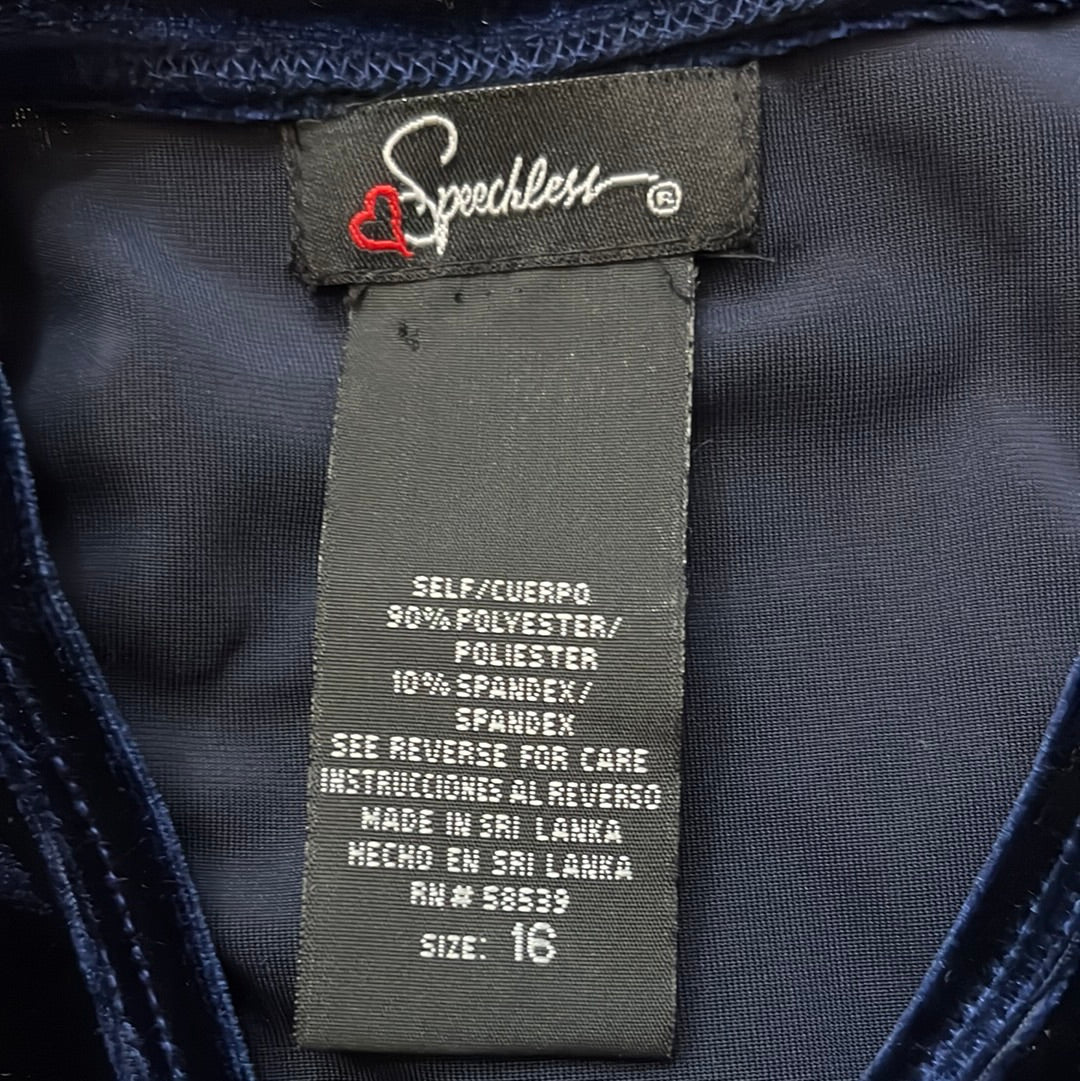 Speechless ®
SELF/CUERPO
90% POLYESTER/
POLIESTER
10% SPANDEX/
SPANDEX
SEE REVERSE FOR CARE
INSTRUCCIONES AL REVERSO
MADE IN SRI LANKA
HECHO EN SRI LANKA
RN# 58539
SIZE: 16